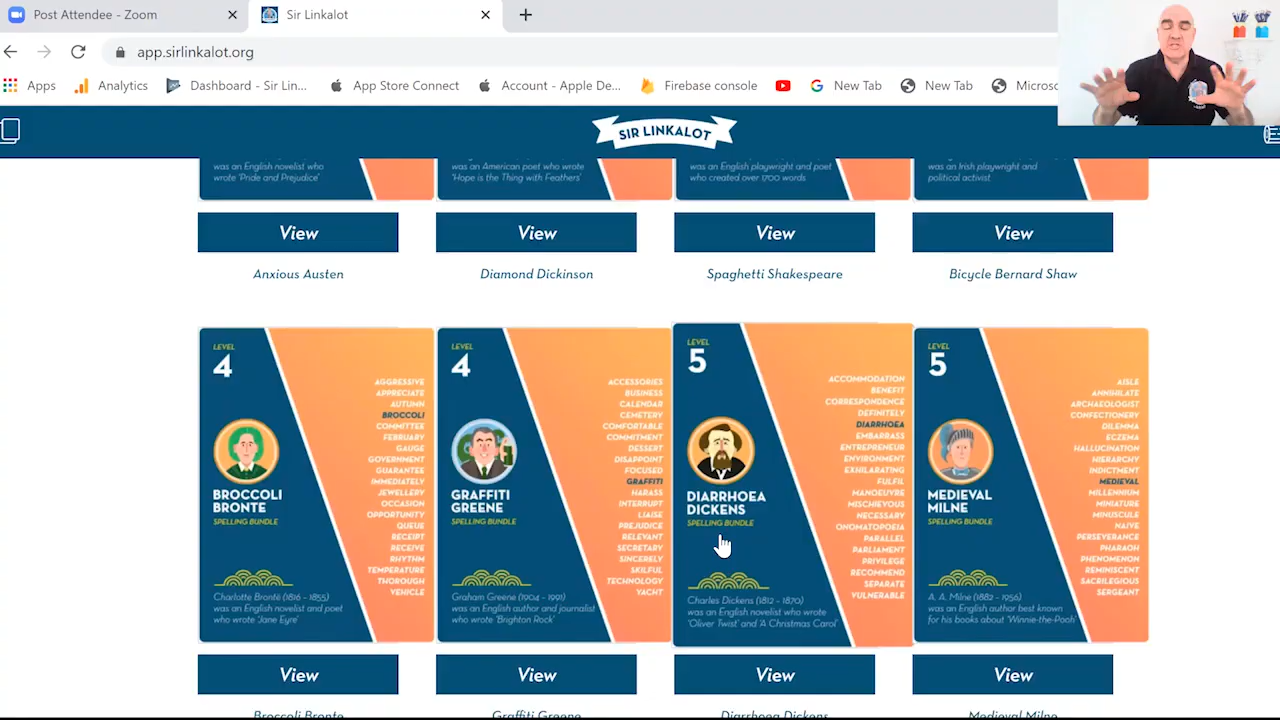 Post Attendee - Zoom
Sir Linkalot
app.sirlinkalot.org
Apps
Analytics
Dashboard - Sir Lin...
App Store Connect
Account - Apple De...
Firebase console
New Tab
New Tab
Microso
SIR LINKALOT
was an English novelist who
wrote 'Pride and Prejudice'
was an American poet who wrote
'Hope is the Thing with Feathers'
was an English playwright and poet
who created over 1700 words
was an Irish playwright and
political activist
View
View
View
View
Anxious Austen
Diamond Dickinson
Spaghetti Shakespeare
Bicycle Bernard Shaw
LEVEL
4
AGGRESSIVE
APPRECIATE
AUTUMN
BROCCOLI
COMMITTEE
FEBRUARY
GAUGE
GOVERNMENT
GUARANTEE
IMMEDIATELY
JEWELLERY
OCCASION
OPPORTUNITY
QUEUE
RECEIPT
RECEIVE
RHYTHM
TEMPERATURE
THOROUGH
VEHICLE
BROCCOLI
BRONTE
SPELLING BUNDLE
Charlotte Brontë (1816 - 1855)
was an English novelist and poet
who wrote 'Jane Eyre'
LEVEL
4
ACCESSORIES
BUSINESS
CALENDAR
CEMETERY
COMFORTABLE
COMMITMENT
DESSERT
DISAPPOINT
FOCUSED
GRAFFITI
HARASS
INTERRUPT
LIAISE
PREJUDICE
RELEVANT
SECRETARY
SINCERELY
SKILFUL
TECHNOLOGY
YACHT
GRAFFITI
GREENE
SPELLING BUNDLE
Graham Greene (1904 - 1991)
was an English author and journalist
who wrote 'Brighton Rock'
LEVEL
5
ACCOMMODATION
BENEFIT
CORRESPONDENCE
DEFINITELY
DIARRHOEA
EMBARRASS
ENTREPRENEUR
ENVIRONMENT
EXHILARATING
FULFIL
MANOEUVRE
MISCHIEVOUS
NECESSARY
ONOMATOPOEIA
PARALLEL
PARLIAMENT
PRIVILEGE
RECOMMEND
SEPARATE
VULNERABLE
DIARRHOEA
DICKENS
SPELLING BUNDLE
Charles Dickens (1812 - 1870)
was an English novelist who wrote
'Oliver Twist' and 'A Christmas Carol'
LEVEL
5
AISLE
ANNIHILATE
ARCHAEOLOGIST
CONFECTIONERY
DILEMMA
ECZEMA
HALLUCINATION
HIERARCHY
INDICTMENT
MEDIEVAL
MILLENNIUM
MINIATURE
MINUSCULE
NAIVE
PERSEVERANCE
PHARAOH
PHENOMENON
REMINISCENT
SACRILEGIOUS
SERGEANT
MEDIEVAL
MILNE
SPELLING BUNDLE
A. A. Milne (1882 - 1956)
was an English author best known
for his books about 'Winnie-the-Pooh'
View
View
View
View
Broccoli Bronte
Graffiti Greene
Diarrhoea Dickens
Medieval Milne